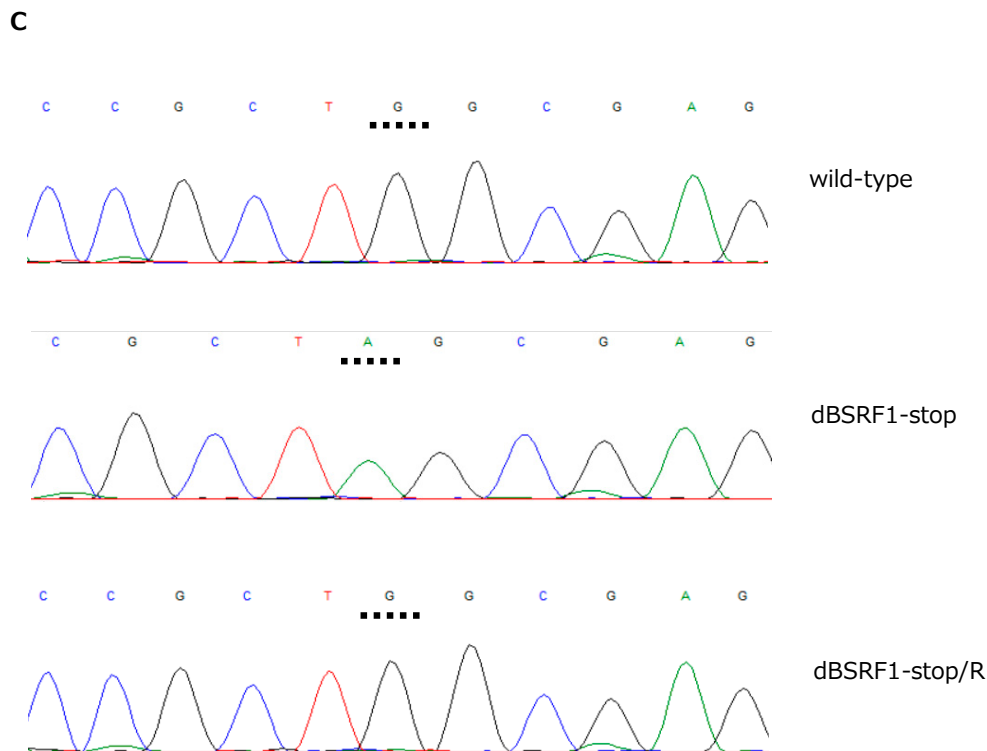 C
C C G C T G G C G A G
wild-type
C G C T A G C G A G
dBSRF1-stop
C C G C T G G C G A G
dBSRF1-stop/R